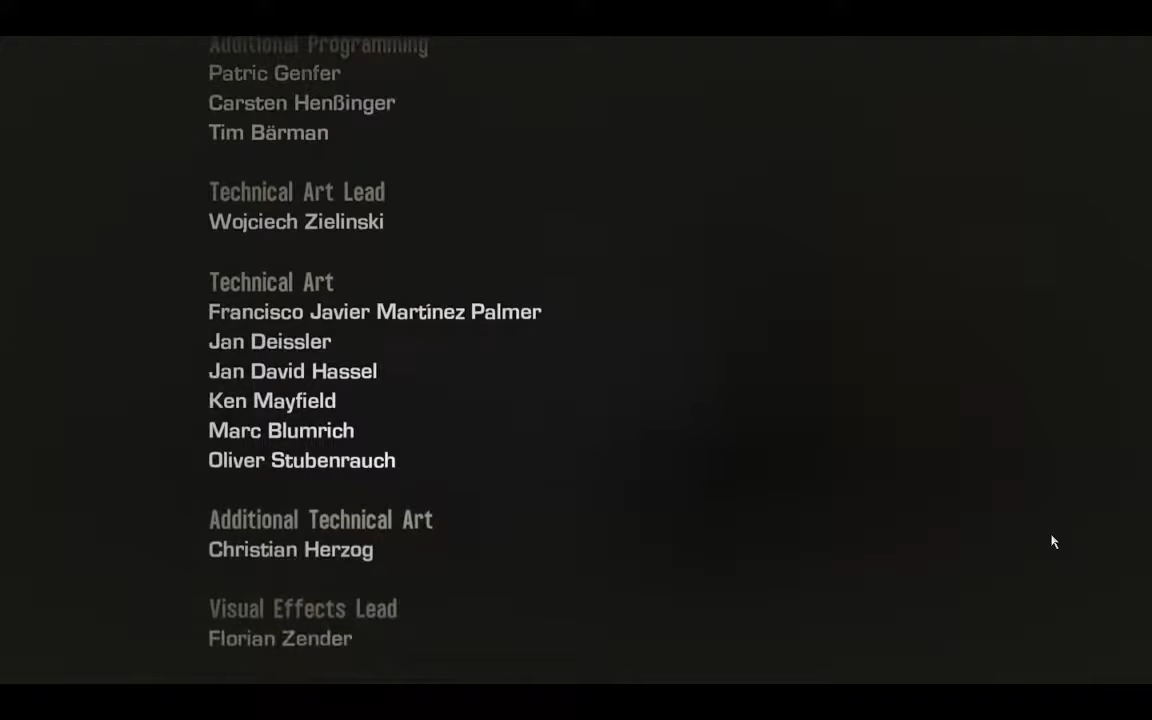 Additional Programming
Patric Genfer
Carsten Henßinger
Tim Bärman
Technical Art Lead
Wojciech Zielinski
Technical Art
Francisco Javier Martínez Palmer
Jan Deissler
Jan David Hassel
Ken Mayfield
Marc Blumrich
Oliver Stubenrauch
Additional Technical Art
Christian Herzog
Visual Effects Lead
Florian Zender